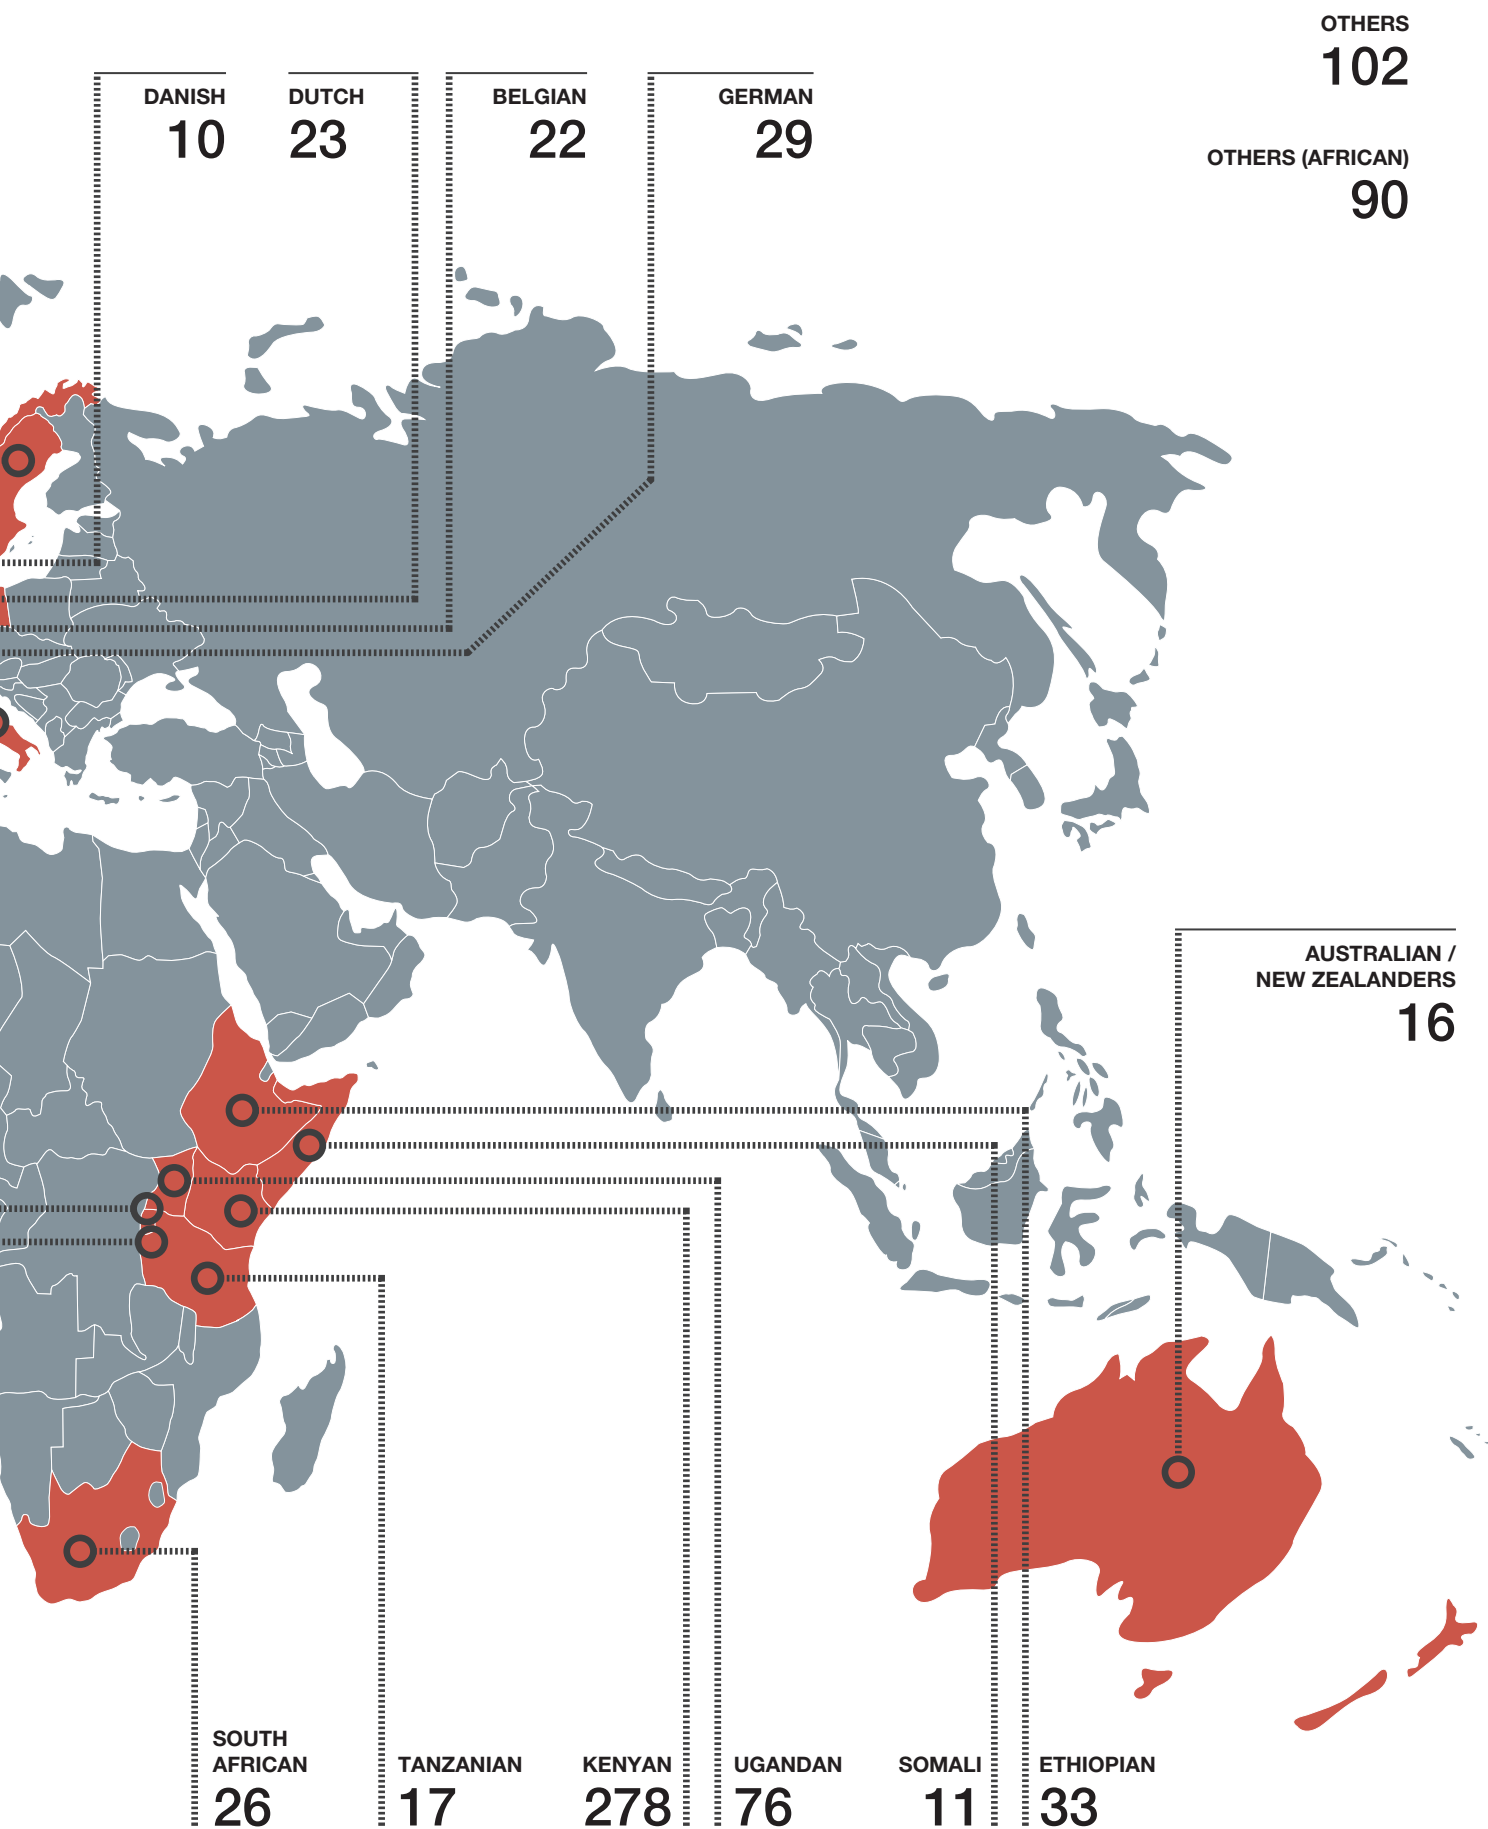 OTHERS
102
OTHERS (AFRICAN)
90
DANISH
10
DUTCH
23
BELGIAN
22
GERMAN
29
AUSTRALIAN /
NEW ZEALANDERS
16
SOUTH
AFRICAN
26
TANZANIAN
17
KENYAN
278
UGANDAN
76
SOMALI
11
ETHIOPIAN
33